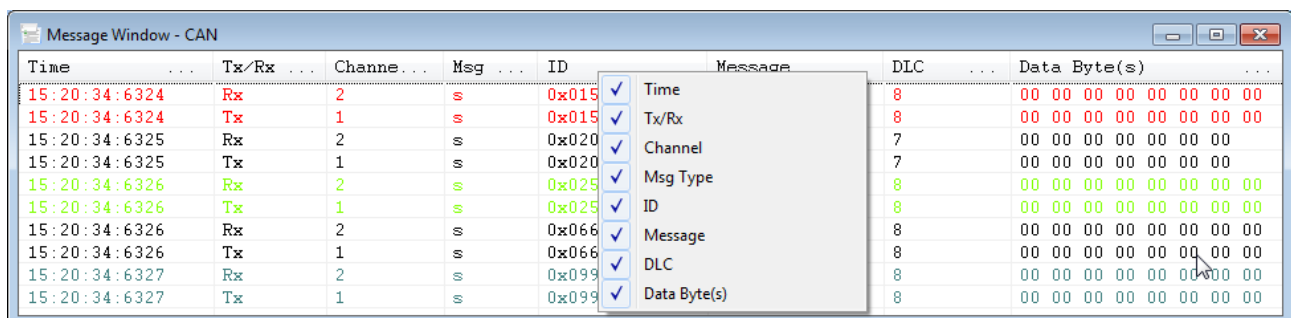 Message Window - CAN
Time ... Tx/Rx ... Channe... Msg ... ID Message DLC ... Data Byte(s) ...
15:20:34:6324 Rx 2 s 0x015 Time 8 00 00 00 00 00 00 00 00
15:20:34:6324 Tx 1 s 0x015 Tx/Rx 8 00 00 00 00 00 00 00 00
15:20:34:6325 Rx 2 s 0x020 Channel 7 00 00 00 00 00 00 00
15:20:34:6325 Tx 1 s 0x020 7 00 00 00 00 00 00 00
15:20:34:6326 Rx 2 s 0x025 Msg Type 8 00 00 00 00 00 00 00 00
15:20:34:6326 Tx 1 s 0x025 ID 8 00 00 00 00 00 00 00 00
15:20:34:6326 Rx 2 s 0x066 Message 8 00 00 00 00 00 00 00 00
15:20:34:6326 Tx 1 s 0x066 DLC 8 00 00 00 00 00 00 00 00
15:20:34:6327 Rx 2 s 0x099 8 00 00 00 00 00 00 00 00
15:20:34:6327 Tx 1 s 0x099 Data Byte(s) 8 00 00 00 00 00 00 00 00